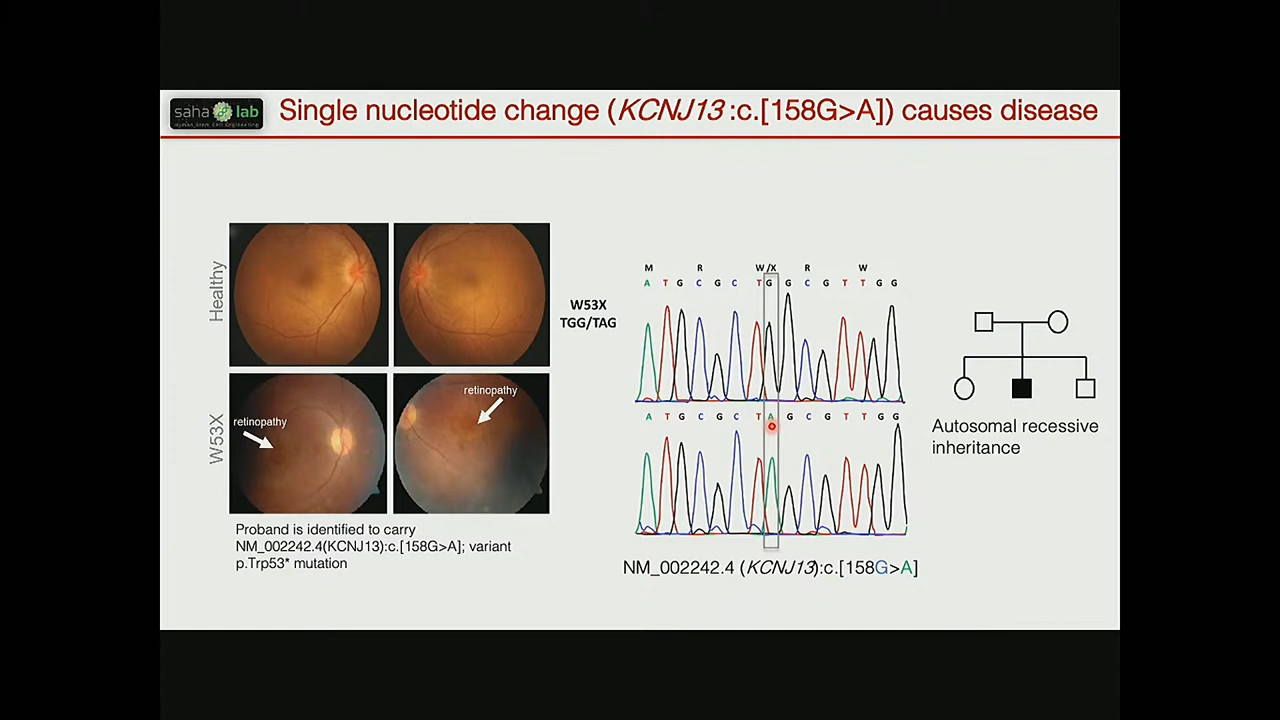 saha lab
Single nucleotide change (KCNJ13 :c.[158G>A]) causes disease
Healthy
W53X
retinopathy
retinopathy
Proband is identified to carry
NM_002242.4(KCNJ13):c.[158G>A]; variant
p.Trp53* mutation
W53X
TGG/TAG
M R W/X R W
A T G C G C T G G C G T T G G
A T G C G C T A G C G T T G G
NM_002242.4 (KCNJ13):c.[158G>A]
Autosomal recessive
inheritance